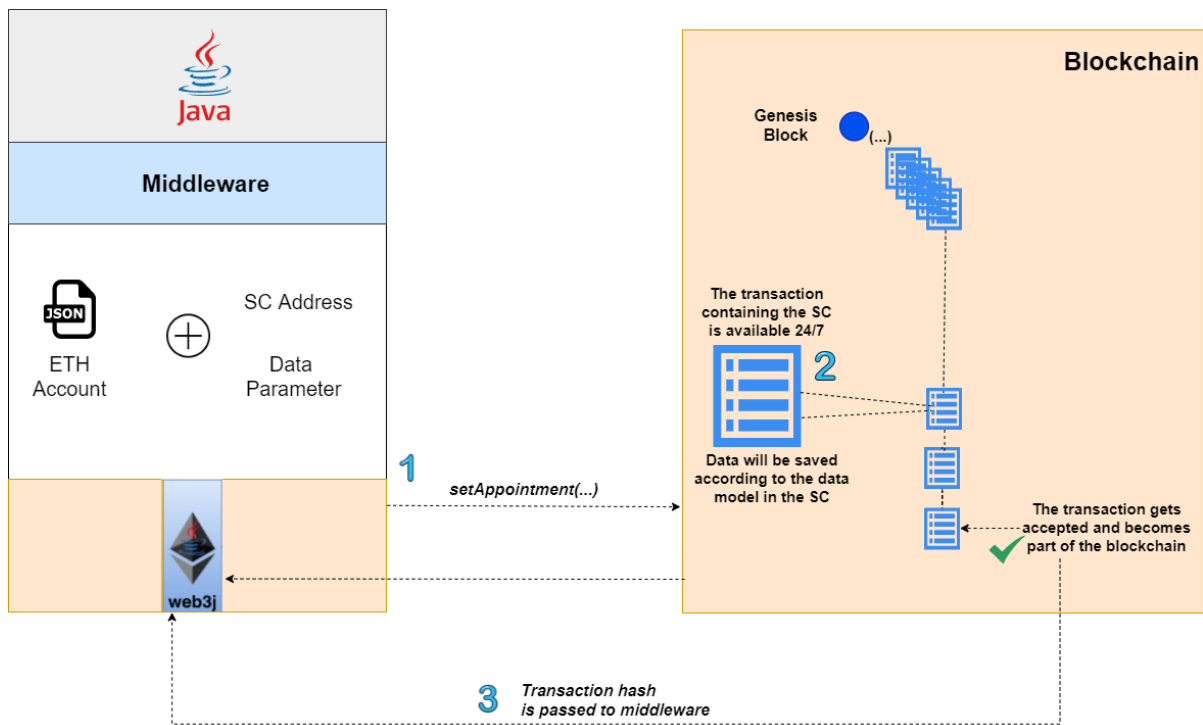 Java
Middleware
JSON
ETH
Account
SC Address
Data
Parameter
web3j
1
setAppointment(...)
Blockchain
Genesis
Block
(...)
The transaction
containing the SC
is available 24/7
2
Data will be saved
according to the data
model in the SC
The transaction gets
accepted and becomes
part of the blockchain
3
Transaction hash
is passed to middleware